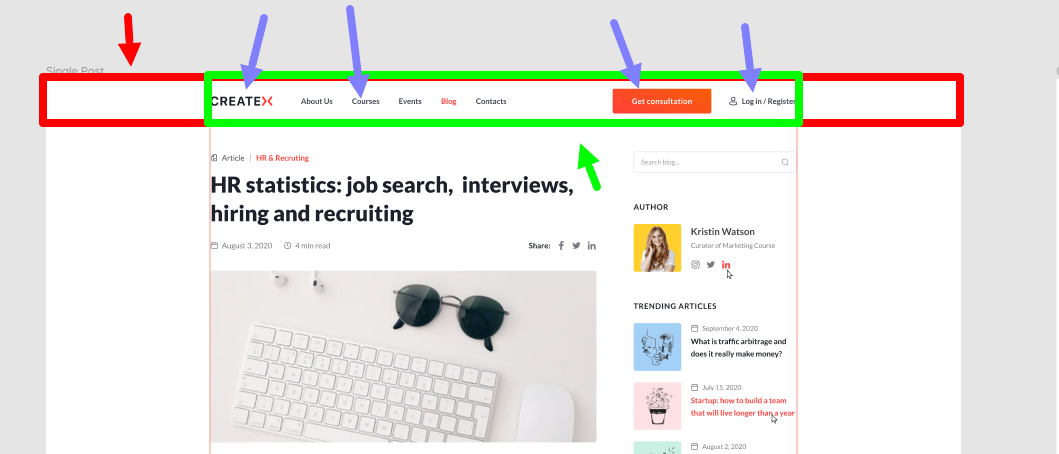 Single Post
CREATEX
About Us
Courses
Events
Blog
Contacts
Get consultation
Log in / Register
Article | HR & Recruting
Search blog...
HR statistics: job search, interviews,
hiring and recruiting
August 3, 2020
4 min read
Share:
AUTHOR
Kristin Watson
Curator of Marketing Course
TRENDING ARTICLES
September 4, 2020
What is traffic arbitrage and
does it really make money?
July 15, 2020
Startup: how to build a team
that will live longer than a year
August 2, 2020